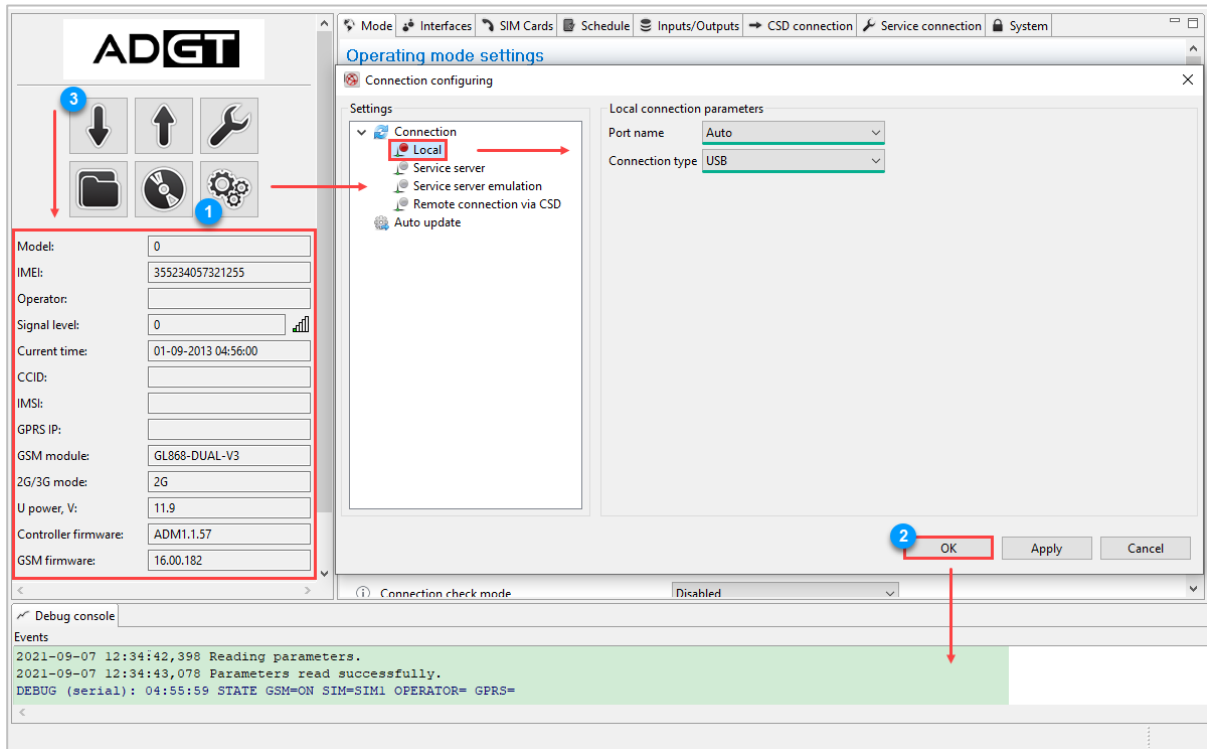 ADGT
3
1
Model: 0
IMEI: 355234057321255
Operator:
Signal level: 0
Current time: 01-09-2013 04:56:00
CCID:
IMSI:
GPRS IP:
GSM module: GL868-DUAL-V3
2G/3G mode: 2G
U power, V: 11.9
Controller firmware: ADM1.1.57
GSM firmware: 16.00.182
Mode Interfaces SIM Cards Schedule Inputs/Outputs CSD connection Service connection System
Operating mode settings
Connection configuring
Settings
Connection
Local
Service server
Service server emulation
Remote connection via CSD
Auto update
Local connection parameters
Port name Auto
Connection type USB
2
OK Apply Cancel
Connection check mode Disabled
Debug console
Events
2021-09-07 12:34:42,398 Reading parameters.
2021-09-07 12:34:43,078 Parameters read successfully.
DEBUG (serial): 04:55:59 STATE GSM=ON SIM=SIM1 OPERATOR= GPRS=